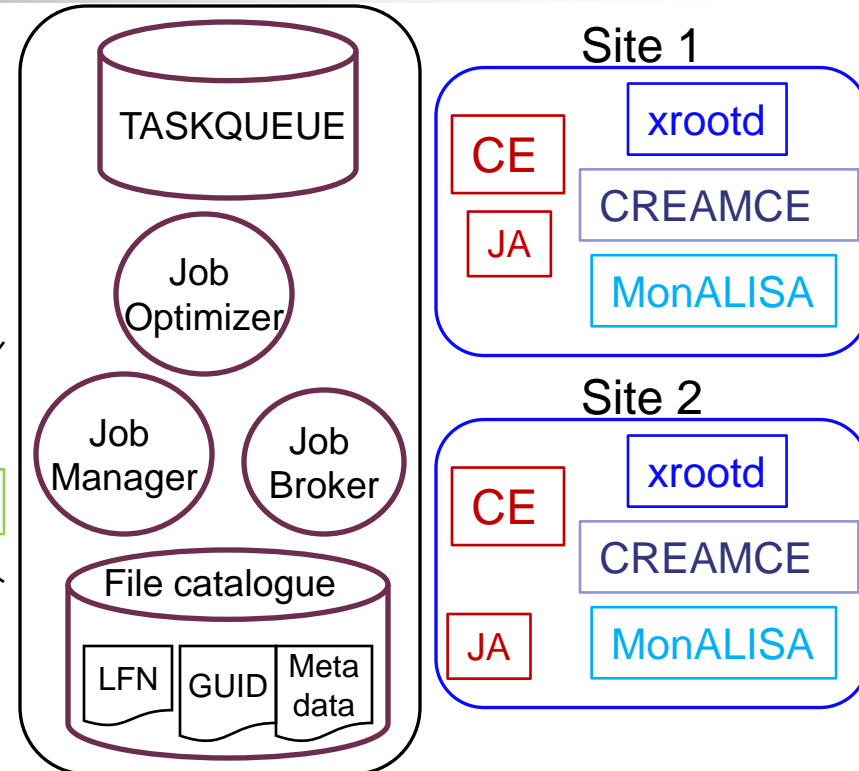 TASKQUEUE
Job
Optimizer
Job
Manager
Job
Broker
File catalogue
LFN
GUID
Meta
data
Site 1
xrootd
CE
CREAMCE
JA
MonALISA
Site 2
xrootd
CE
CREAMCE
JA
MonALISA